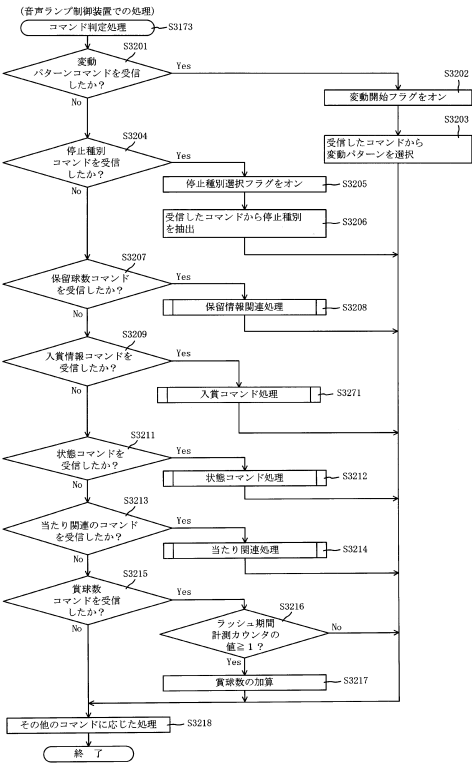 (音声ランプ制御装置での処理)
コマンド判定処理
S3173
S3201
変動
パターンコマンドを受信
したか？
Yes
No
S3202
変動開始フラグをオン
S3203
受信したコマンドから
変動パターンを選択
S3204
停止種別
コマンドを受信
したか？
Yes
No
停止種別選択フラグをオン
S3205
受信したコマンドから停止種別
を抽出
S3206
S3207
保留球数コマンド
を受信したか？
Yes
No
保留情報関連処理
S3208
S3209
入賞情報コマンドを
受信したか？
Yes
No
入賞コマンド処理
S3271
S3211
状態コマンドを
受信したか？
Yes
No
状態コマンド処理
S3212
S3213
当たり関連のコマンド
を受信したか？
Yes
No
当たり関連処理
S3214
S3215
賞球数
コマンドを受信
したか？
Yes
No
S3216
ラッシュ期間
計測カウンタの
値≧１？
No
Yes
賞球数の加算
S3217
その他のコマンドに応じた処理
S3218
終 了